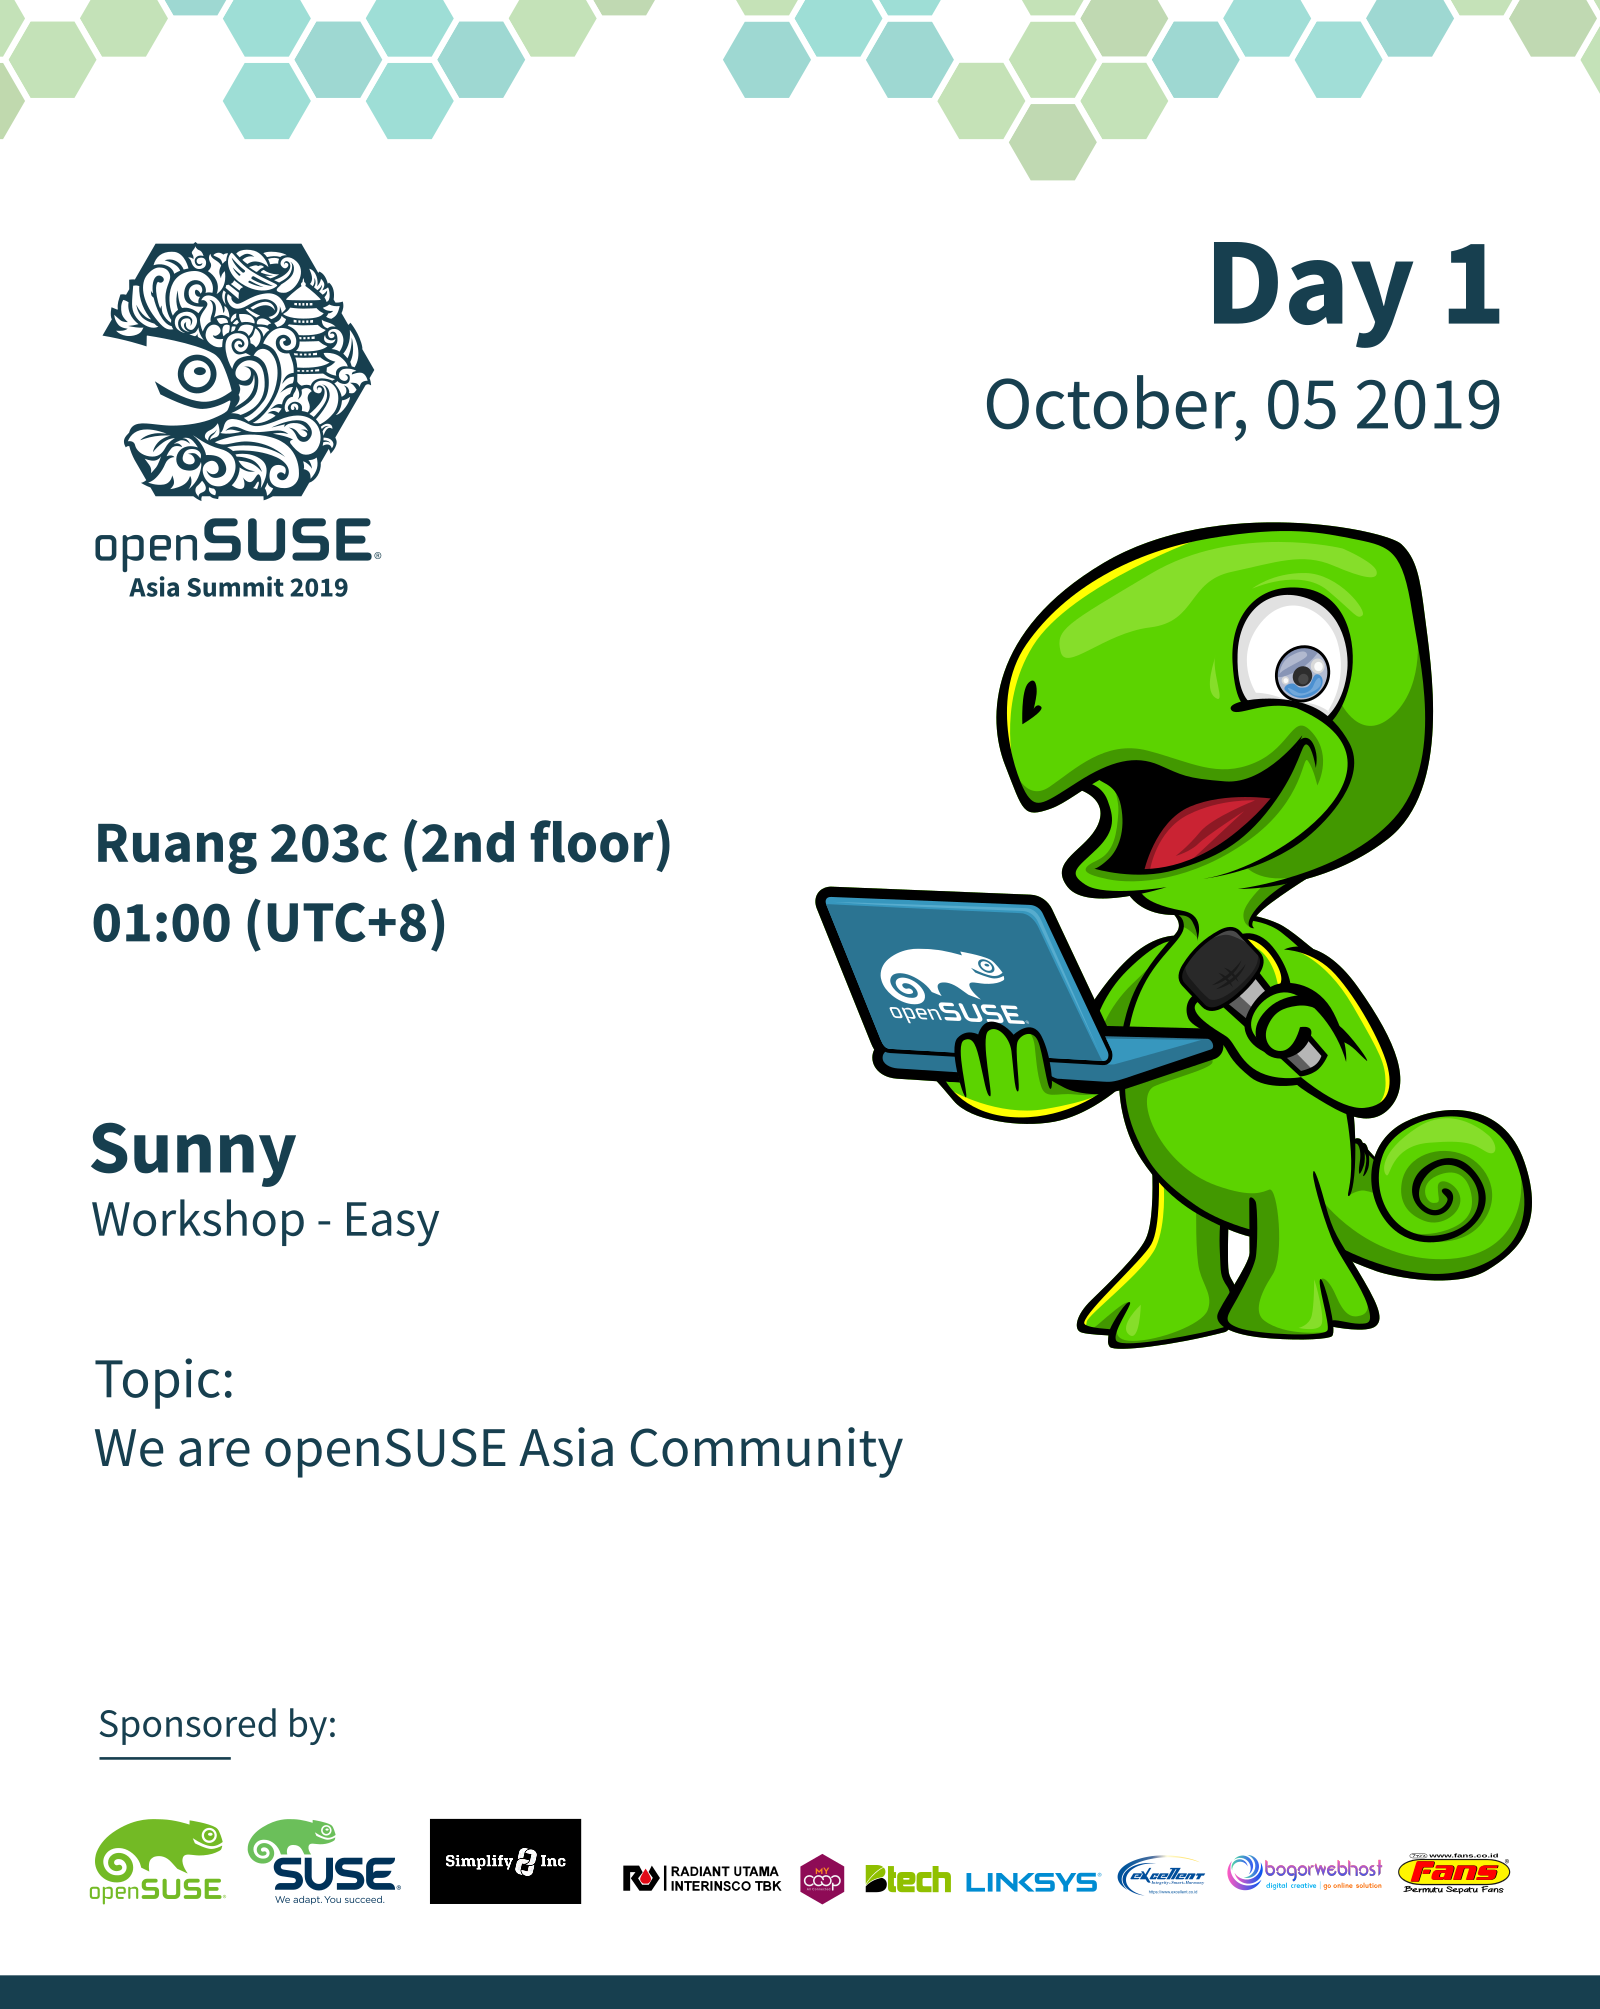 openSUSE
Asia Summit 2019
Day 1
October, 05 2019
Ruang 203c (2nd floor)
01:00 (UTC+8)
openSUSE
Sunny
Workshop - Easy
Topic:
We are openSUSE Asia Community
Sponsored by:
openSUSE
SUSE
We adapt. You succeed.
Simplify Inc
RADIANT UTAMA
INTERINSCO TBK
MY
COOP
Btech
LINKSYS
eXcellent
bogorwebhost
digital creative | go online solution
www.fans.co.id
Fans
Bermutu Sepatu Fans